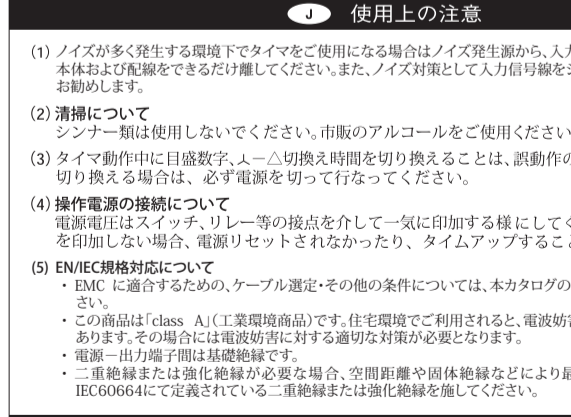 J 使用上の注意
(1) ノイズが多く発生する環境下でタイマをご使用になる場合はノイズ発生源から、入
本体および配線をできるだけ離してください。また、ノイズ対策として入力信号線を
お勧めします。
(2) 清掃について
シンナー類は使用しないでください。市販のアルコールをご使用ください
(3) タイマ動作中に目盛数字、人ー△切換え時間を切り換えることは、誤動作の
切り換える場合は、必ず電源を切って行なってください。
(4) 操作電源の接続について
電源電圧はスイッチ、リレー等の接点を介して一気に印加する様にして
を印加しない場合、電源リセットされなかったり、タイムアップするこ
(5) EN/IEC規格対応について
・ EMC に適合するための、ケーブル選定・その他の条件については、本カタログの
さい。
・ この商品は「class A」(工業環境商品)です。住宅環境でご利用されると、電波妨
あります。その場合には電波妨害に対する適切な対策が必要となります。
・ 電源－出力端子間は基礎絶縁です。
・ 二重絶縁または強化絶縁が必要な場合、空間距離や固体絶縁などにより
IEC60664にて定義されている二重絶縁または強化絶縁を施してください。